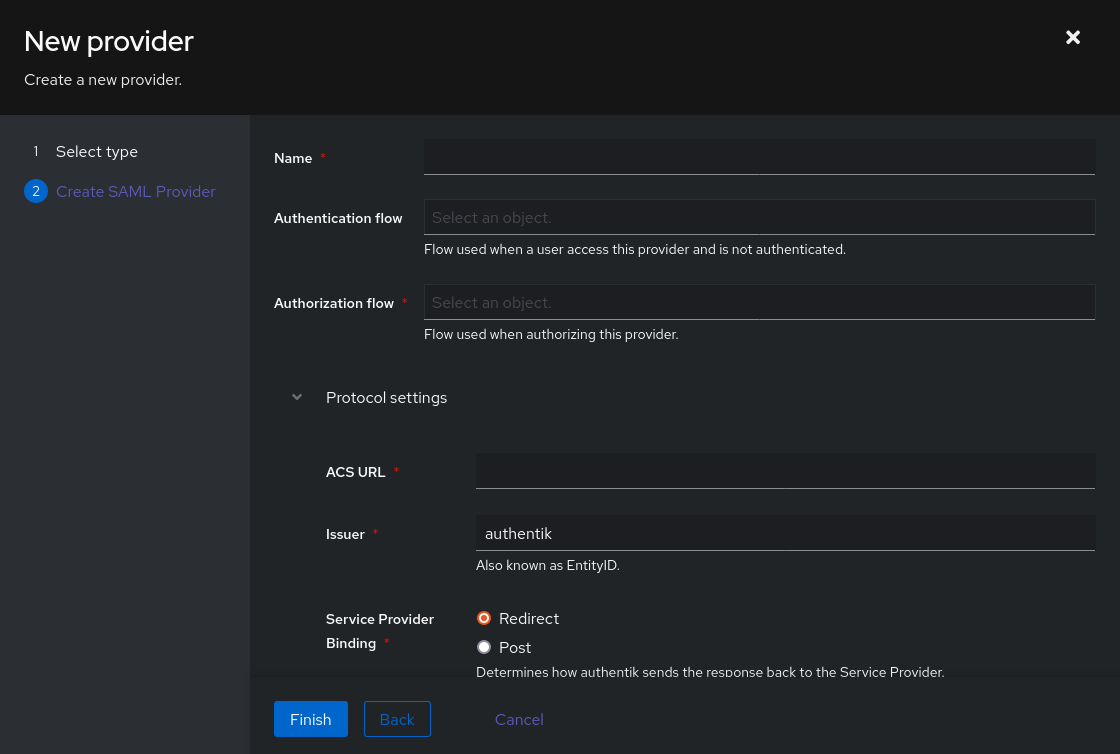 New provider
Create a new provider.
1 Select type
2 Create SAML Provider
Name *
Authentication flow
Select an object.
Flow used when a user access this provider and is not authenticated.
Authorization flow *
Select an object.
Flow used when authorizing this provider.
Protocol settings
ACS URL *
Issuer *
authentik
Also known as EntityID.
Service Provider
Binding *
Redirect
Post
Determines how authentik sends the response back to the Service Provider.
Finish Back Cancel